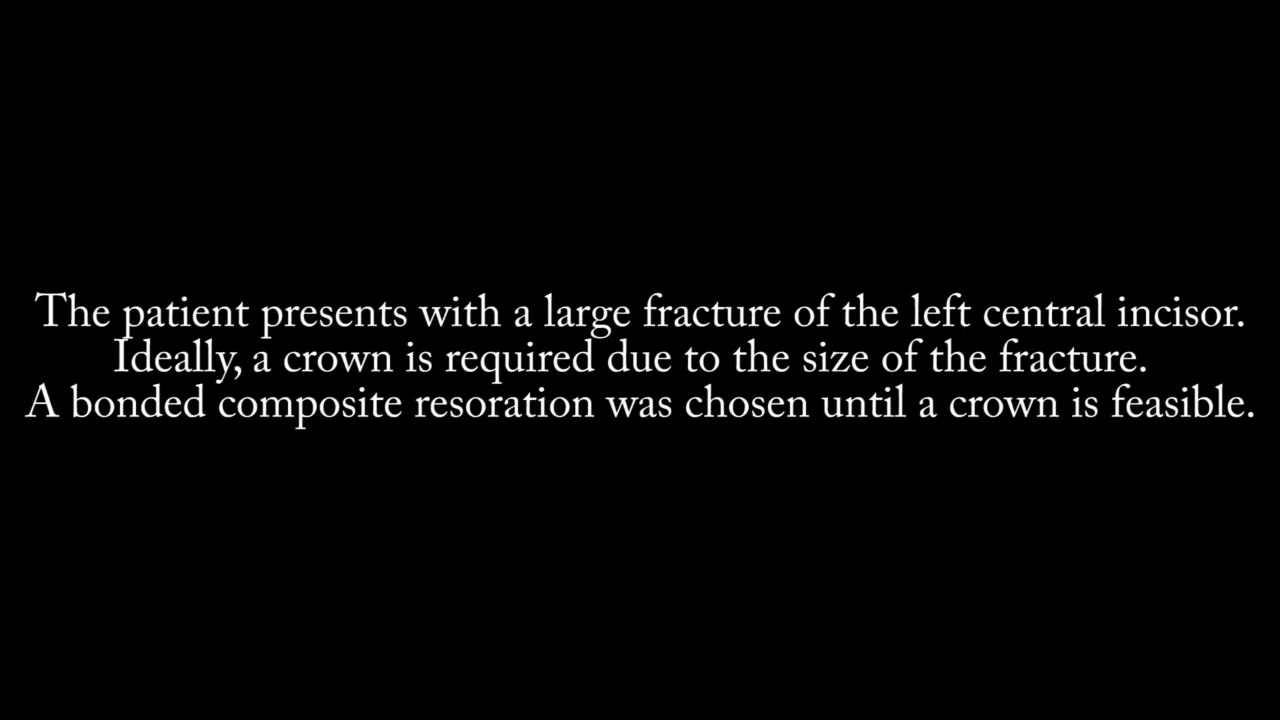 The patient presents with a large fracture of the left central incisor.
Ideally, a crown is required due to the size of the fracture.
A bonded composite resoration was chosen until a crown is feasible.